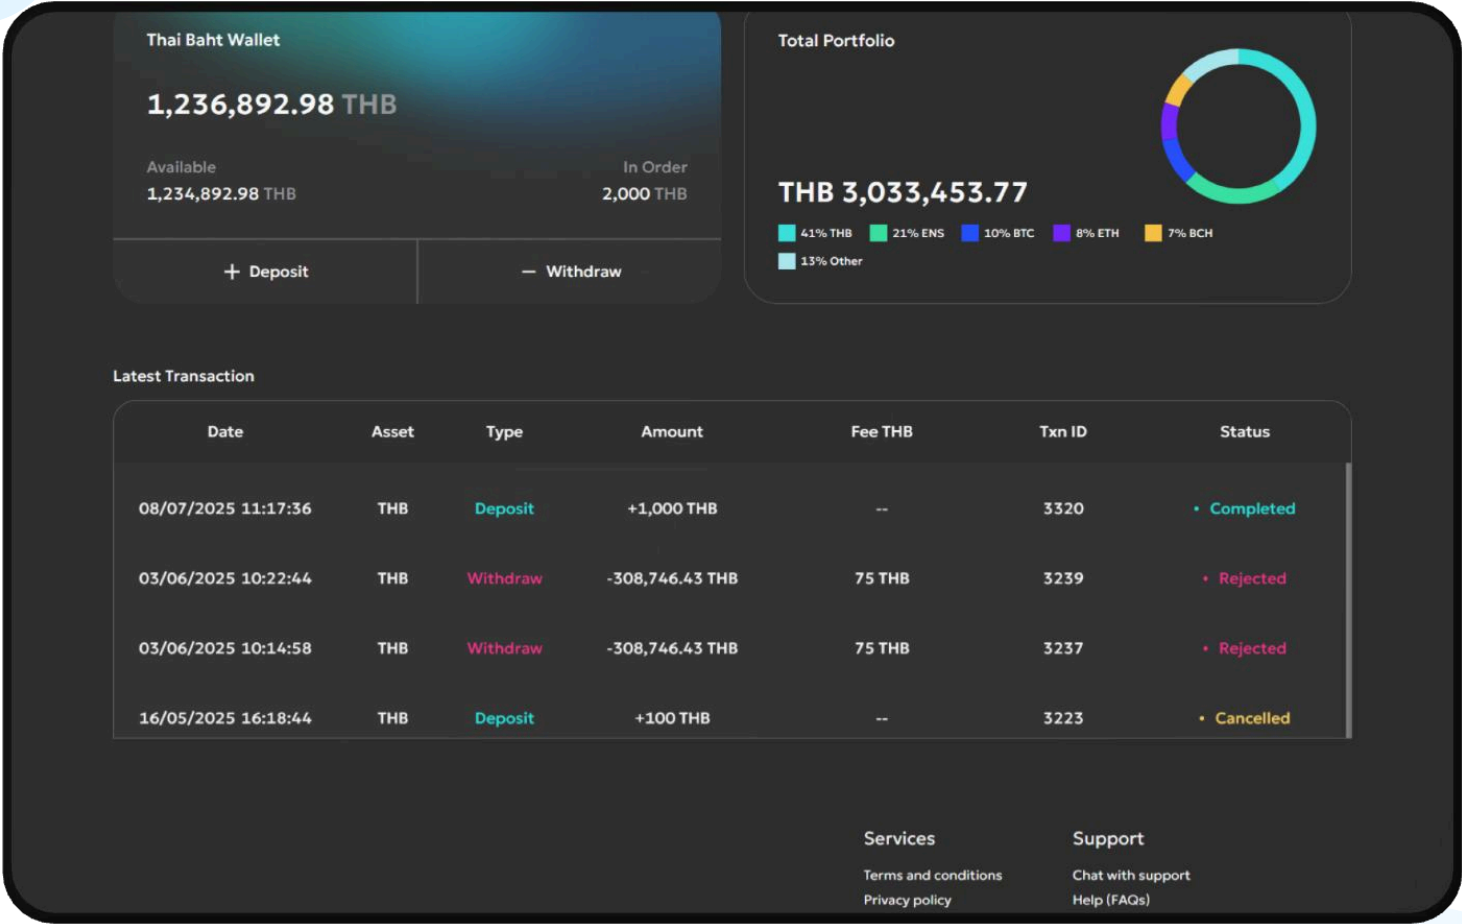 Thai Baht Wallet
1,236,892.98 THB
Available
1,234,892.98 THB
In Order
2,000 THB
+ Deposit
− Withdraw
Total Portfolio
THB 3,033,453.77
41% THB 21% ENS 10% BTC 8% ETH 7% BCH
13% Other
Latest Transaction
Date Asset Type Amount Fee THB Txn ID Status
08/07/2025 11:17:36 THB Deposit +1,000 THB -- 3320 • Completed
03/06/2025 10:22:44 THB Withdraw -308,746.43 THB 75 THB 3239 • Rejected
03/06/2025 10:14:58 THB Withdraw -308,746.43 THB 75 THB 3237 • Rejected
16/05/2025 16:18:44 THB Deposit +100 THB -- 3223 • Cancelled
Services
Terms and conditions
Privacy policy
Support
Chat with support
Help (FAQs)